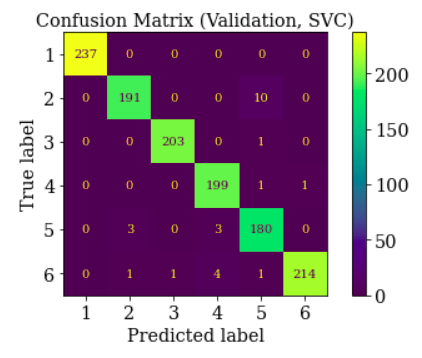 Confusion Matrix (Validation, SVC)
1 237 0 0 0 0 0
2 0 191 0 0 10 0
3 0 0 203 0 1 0
4 0 0 0 199 1 1
5 0 3 0 3 180 0
6 0 1 1 4 1 214
1 2 3 4 5 6
Predicted label
True label
200
150
100
50
0